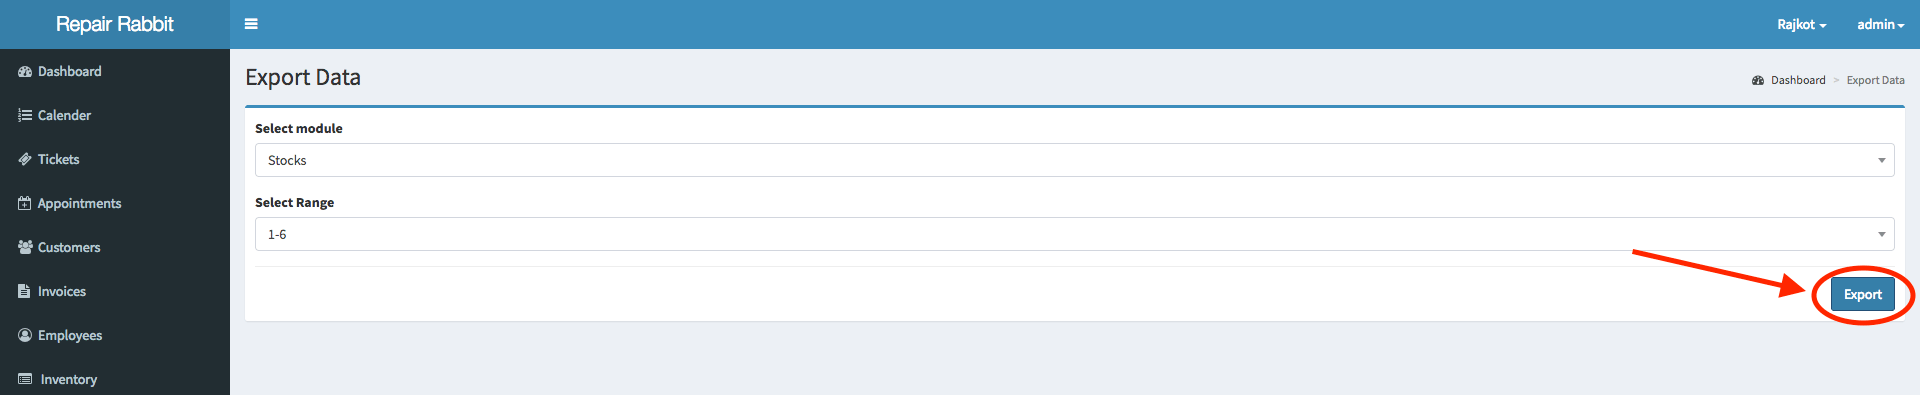 Repair Rabbit
Rajkot
admin
Dashboard
Calender
Tickets
Appointments
Customers
Invoices
Employees
Inventory
Export Data
Dashboard > Export Data
Select module
Stocks
Select Range
1-6
Export